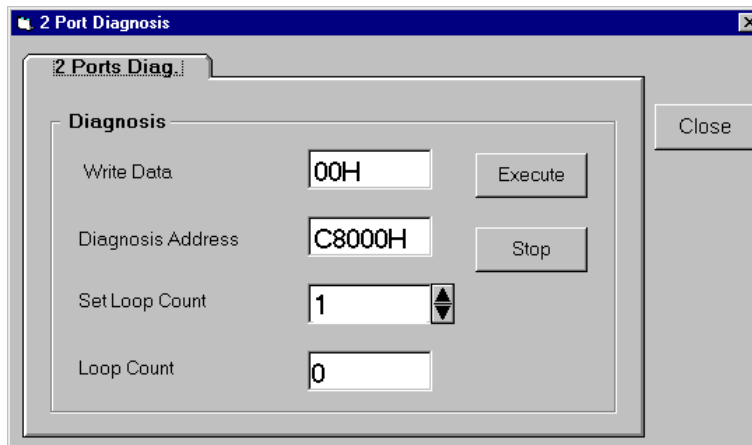 2 Port Diagnosis
2 Ports Diag.
Diagnosis
Close
Write Data
00H
Execute
Diagnosis Address
C8000H
Stop
Set Loop Count
1
Loop Count
0